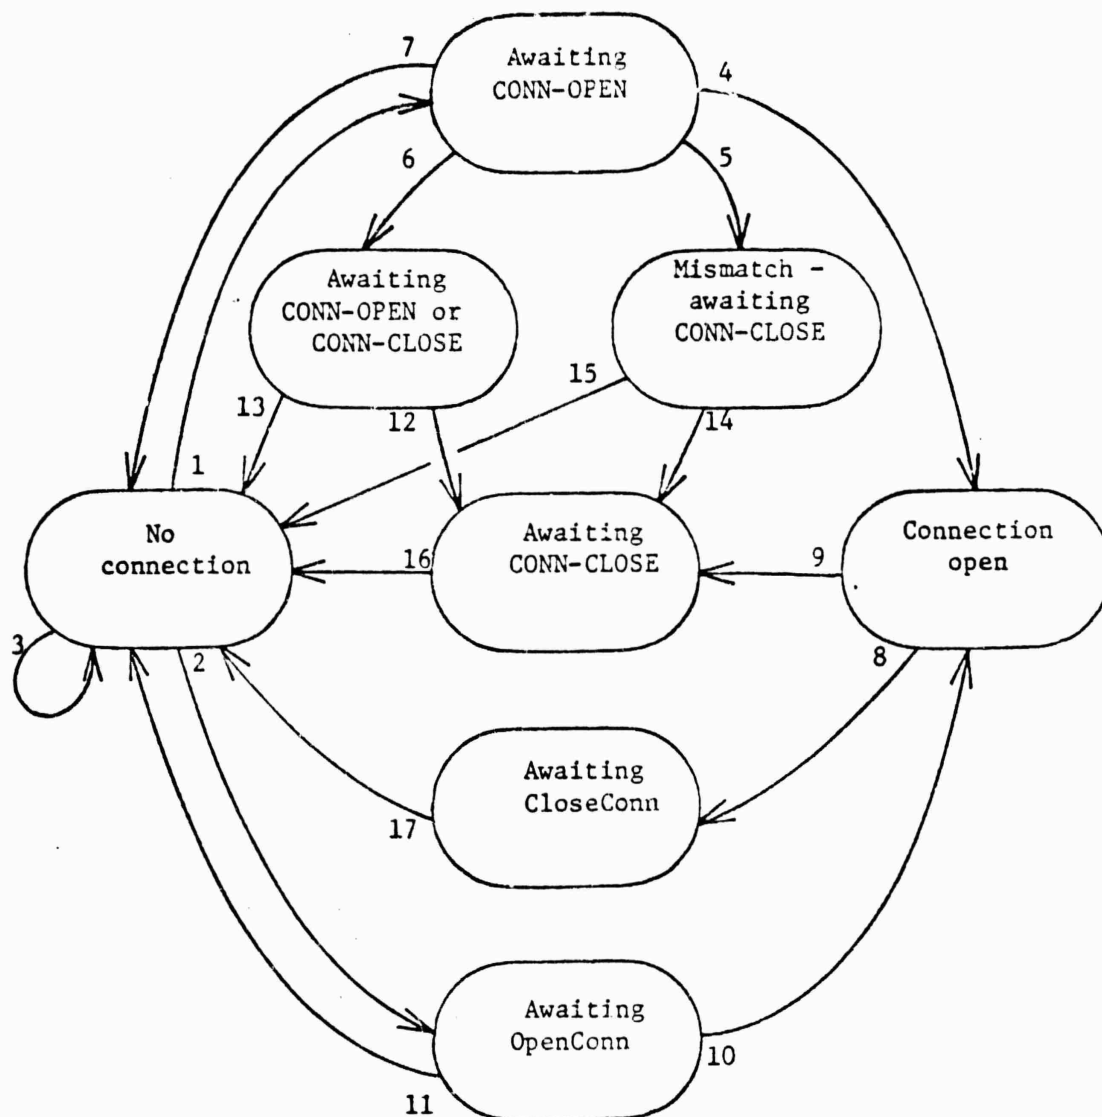 7
Awaiting
CONN-OPEN
4
6
5
Awaiting
CONN-OPEN or
CONN-CLOSE
Mismatch -
awaiting
CONN-CLOSE
15
13
12
14
1
No
connection
Awaiting
CONN-CLOSE
Connection
open
16
9
3
2
8
Awaiting
CloseConn
17
Awaiting
OpenConn
10
11